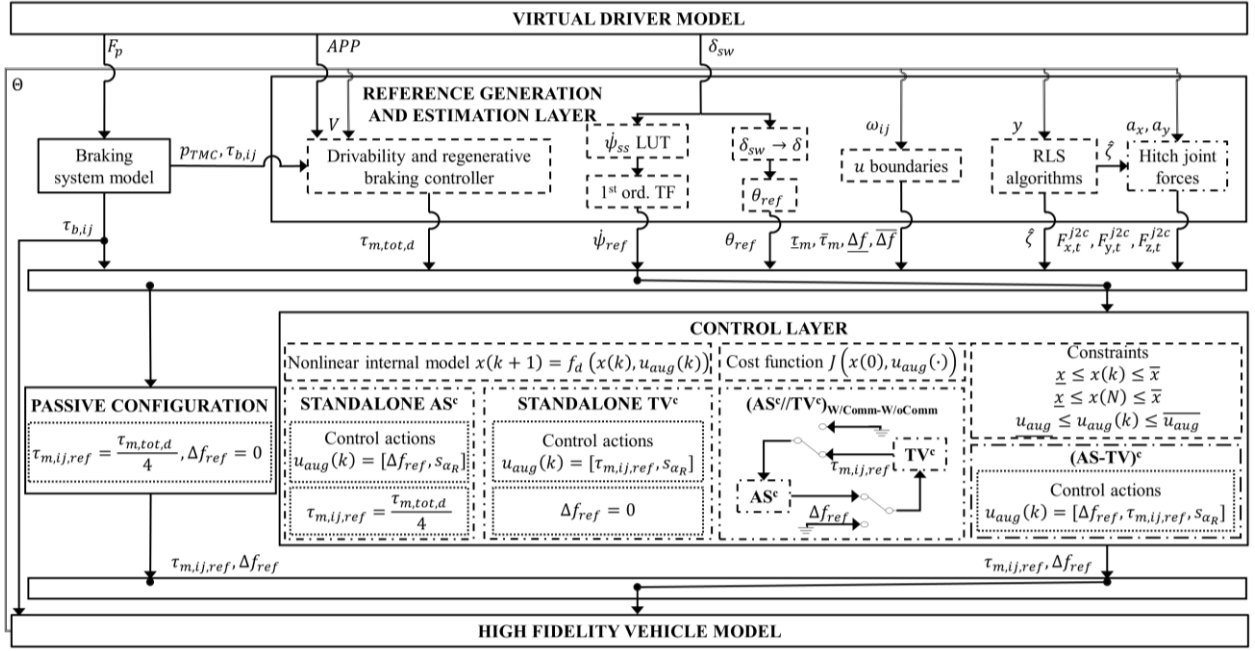 VIRTUAL DRIVER MODEL
F_p
APP
δ_sw
Θ
REFERENCE GENERATION
AND ESTIMATION LAYER
V
ω_ij
y
a_x, a_y
Braking
system model
p_TMC, τ_b,ij
Drivability and regenerative
braking controller
ψ̇_ss LUT
1st ord. TF
δ_sw → δ
θ_ref
u boundaries
RLS
algorithms
ζ̂
Hitch joint
forces
τ_b,ij
τ_m,tot,d
ψ̇_ref
θ_ref
τ̲_m, τ̄_m, Δ̲f̲, Δ̅f̅
ζ̂
F_x,t^j2c, F_y,t^j2c, F_z,t^j2c
CONTROL LAYER
Nonlinear internal model x(k + 1) = f_d (x(k), u_aug(k))
Cost function J (x(0), u_aug(·))
Constraints
x̲ ≤ x(k) ≤ x̄
x̲ ≤ x(N) ≤ x̄
u̲_aug ≤ u_aug(k) ≤ ū_aug
PASSIVE CONFIGURATION
τ_m,ij,ref = τ_m,tot,d / 4, Δf_ref = 0
STANDALONE AS^c
Control actions
u_aug(k) = [Δf_ref, s_αR]
τ_m,ij,ref = τ_m,tot,d / 4
STANDALONE TV^c
Control actions
u_aug(k) = [τ_m,ij,ref, s_αR]
Δf_ref = 0
(AS^c//TV^c)_W/Comm-W/oComm
τ_m,ij,ref
TV^c
AS^c
Δf_ref
(AS-TV)^c
Control actions
u_aug(k) = [Δf_ref, τ_m,ij,ref, s_αR]
τ_m,ij,ref, Δf_ref
τ_m,ij,ref, Δf_ref
HIGH FIDELITY VEHICLE MODEL